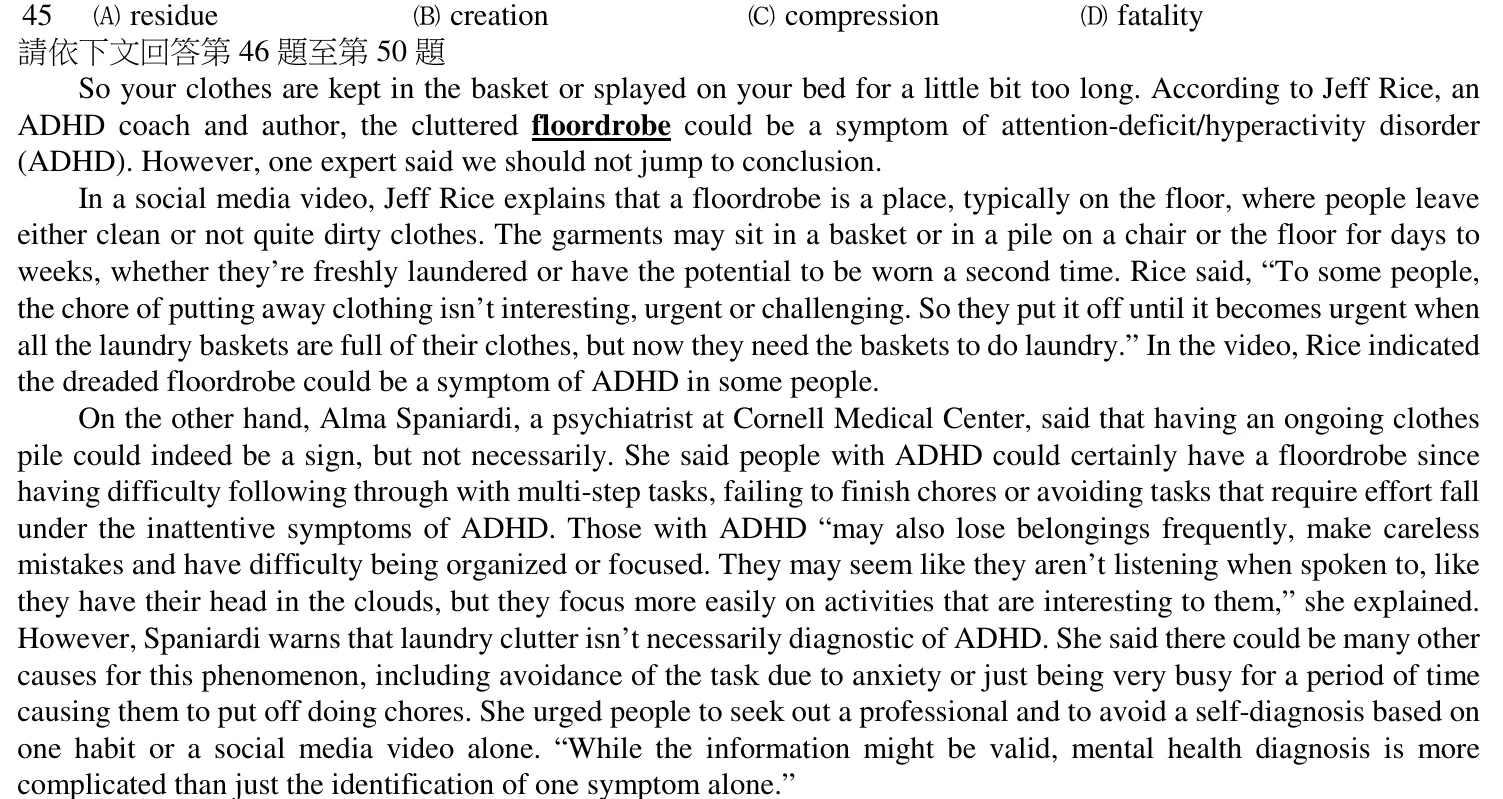 45 (A) residue (B) creation (C) compression (D) fatality
請依下文回答第 46 題至第 50 題
So your clothes are kept in the basket or splayed on your bed for a little bit too long. According to Jeff Rice, an
ADHD coach and author, the cluttered floordrobe could be a symptom of attention-deficit/hyperactivity disorder
(ADHD). However, one expert said we should not jump to conclusion.
In a social media video, Jeff Rice explains that a floordrobe is a place, typically on the floor, where people leave
either clean or not quite dirty clothes. The garments may sit in a basket or in a pile on a chair or the floor for days to
weeks, whether they’re freshly laundered or have the potential to be worn a second time. Rice said, “To some people,
the chore of putting away clothing isn’t interesting, urgent or challenging. So they put it off until it becomes urgent when
all the laundry baskets are full of their clothes, but now they need the baskets to do laundry.” In the video, Rice indicated
the dreaded floordrobe could be a symptom of ADHD in some people.
On the other hand, Alma Spaniardi, a psychiatrist at Cornell Medical Center, said that having an ongoing clothes
pile could indeed be a sign, but not necessarily. She said people with ADHD could certainly have a floordrobe since
having difficulty following through with multi-step tasks, failing to finish chores or avoiding tasks that require effort fall
under the inattentive symptoms of ADHD. Those with ADHD “may also lose belongings frequently, make careless
mistakes and have difficulty being organized or focused. They may seem like they aren’t listening when spoken to, like
they have their head in the clouds, but they focus more easily on activities that are interesting to them,” she explained.
However, Spaniardi warns that laundry clutter isn’t necessarily diagnostic of ADHD. She said there could be many other
causes for this phenomenon, including avoidance of the task due to anxiety or just being very busy for a period of time
causing them to put off doing chores. She urged people to seek out a professional and to avoid a self-diagnosis based on
one habit or a social media video alone. “While the information might be valid, mental health diagnosis is more
complicated than just the identification of one symptom alone.”